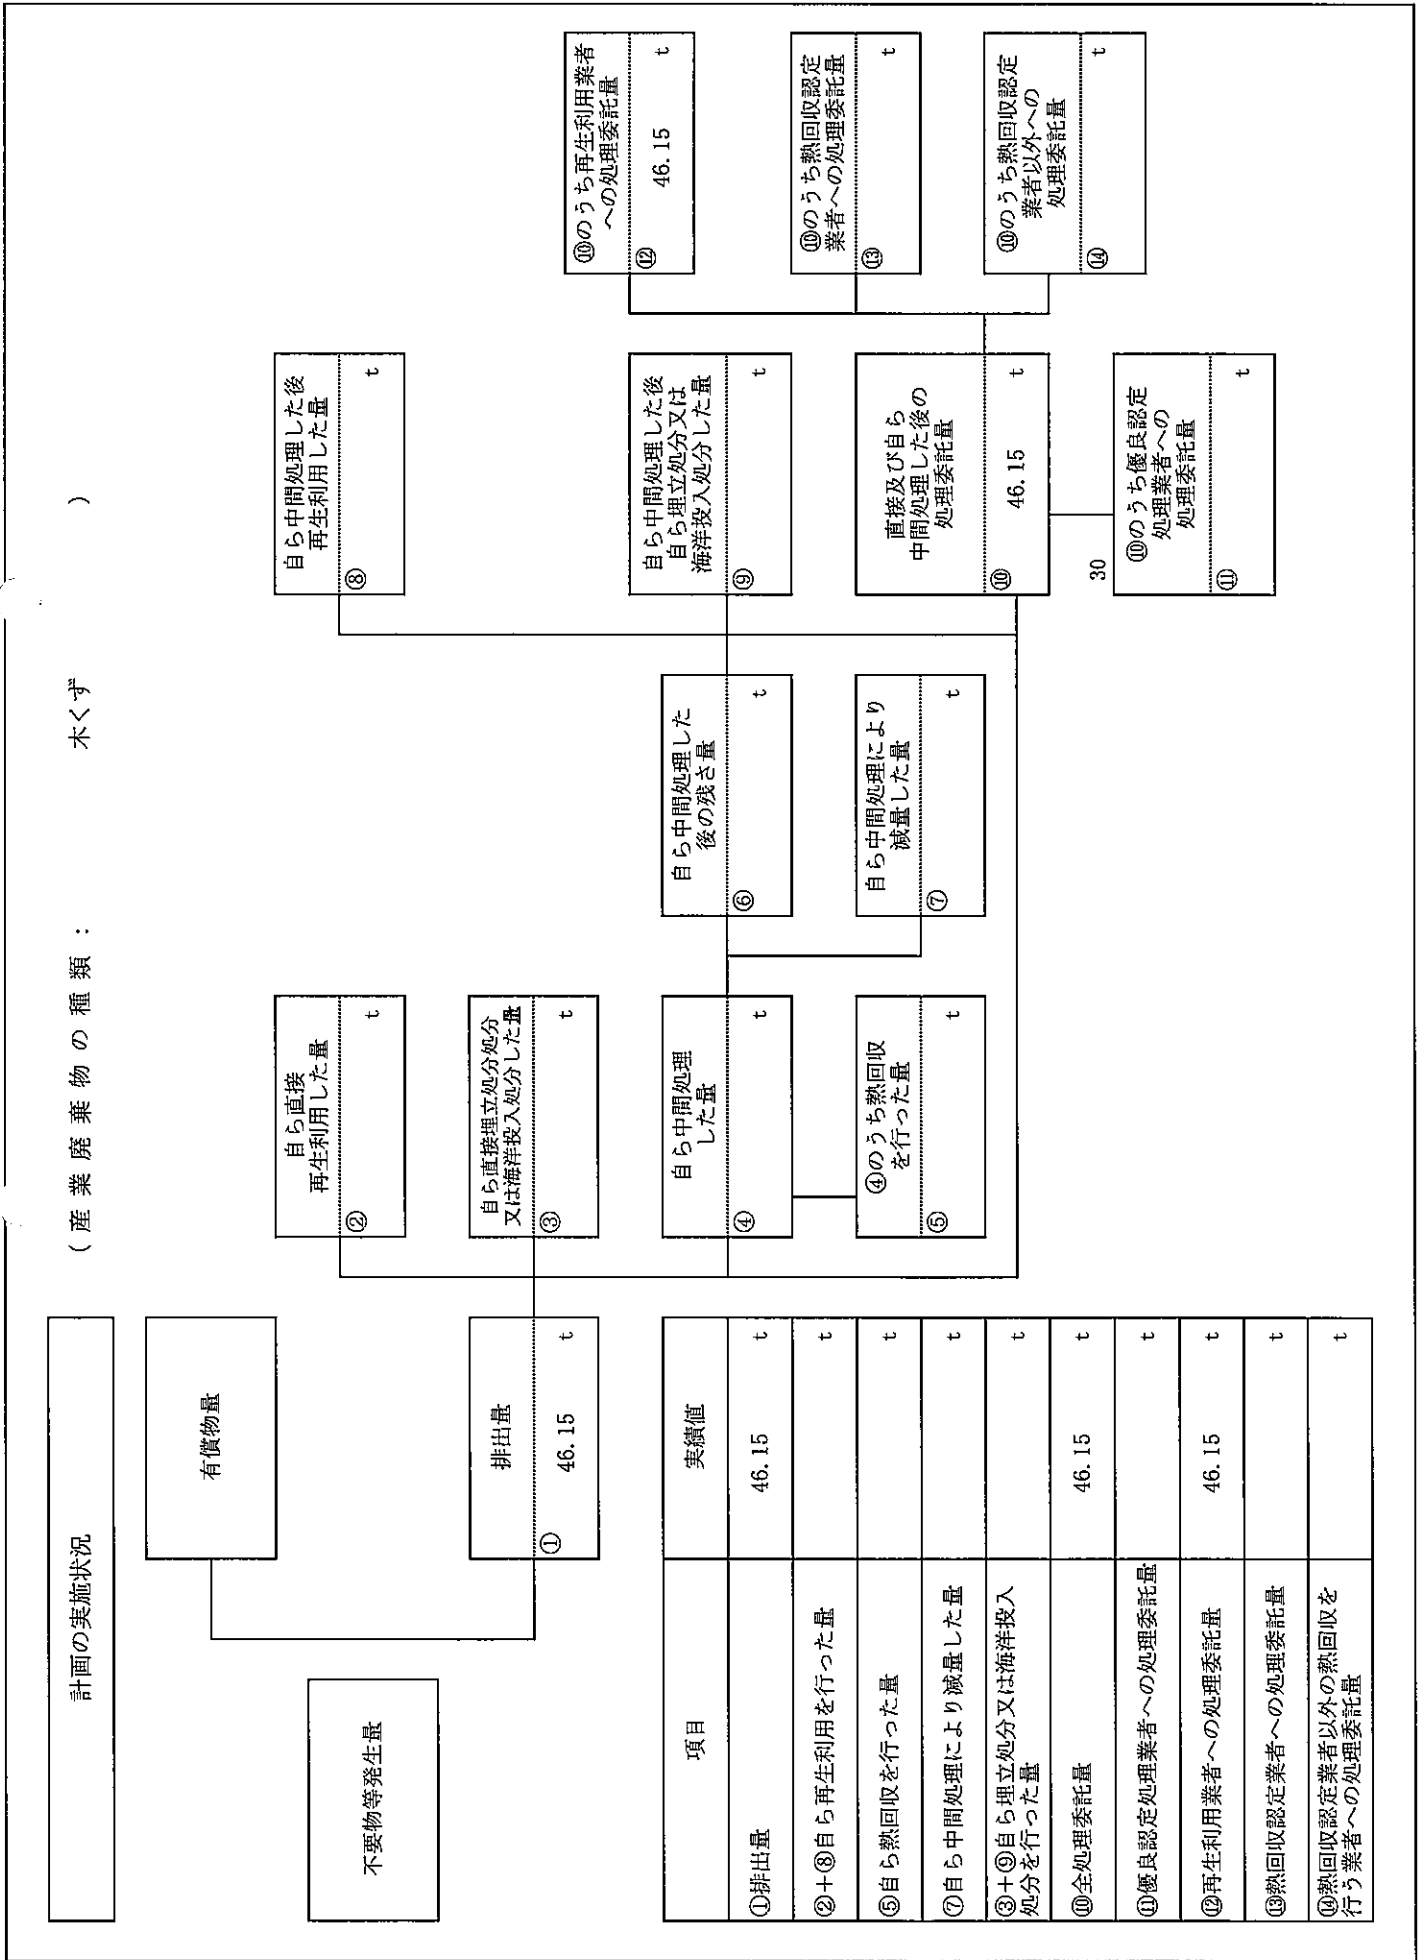 計画の実施状況
（産業廃棄物の種類： 木くず ）
不要物等発生量
有償物量
排出量
① 46.15 t
自ら直接
再生利用した量
② t
自ら直接埋立処分処分
又は海洋投入処分した量
③ t
自ら中間処理
した量
④ t
④のうち熱回収
を行った量
⑤ t
自ら中間処理した
後の残さ量
⑥ t
自ら中間処理により
減量した量
⑦ t
自ら中間処理した後
再生利用した量
⑧ t
自ら中間処理した後
自ら埋立処分又は
海洋投入処分した量
⑨ t
直接及び自ら
中間処理した後の
処理委託量
⑩ 46.15 t
30
⑩のうち優良認定
処理業者への
処理委託量
⑪ t
⑩のうち再生利用業者
への処理委託量
⑫ 46.15 t
⑩のうち熱回収認定
業者への処理委託量
⑬ t
⑩のうち熱回収認定
業者以外への
処理委託量
⑭ t
項目 実績値
①排出量 46.15 t
②＋⑧自ら再生利用を行った量 t
⑤自ら熱回収を行った量 t
⑦自ら中間処理により減量した量 t
③＋⑨自ら埋立処分又は海洋投入
処分を行った量 t
⑩全処理委託量 46.15 t
⑪優良認定処理業者への処理委託量 t
⑫再生利用業者への処理委託量 46.15 t
⑬熱回収認定業者への処理委託量 t
⑭熱回収認定業者以外の熱回収を
行う業者への処理委託量 t